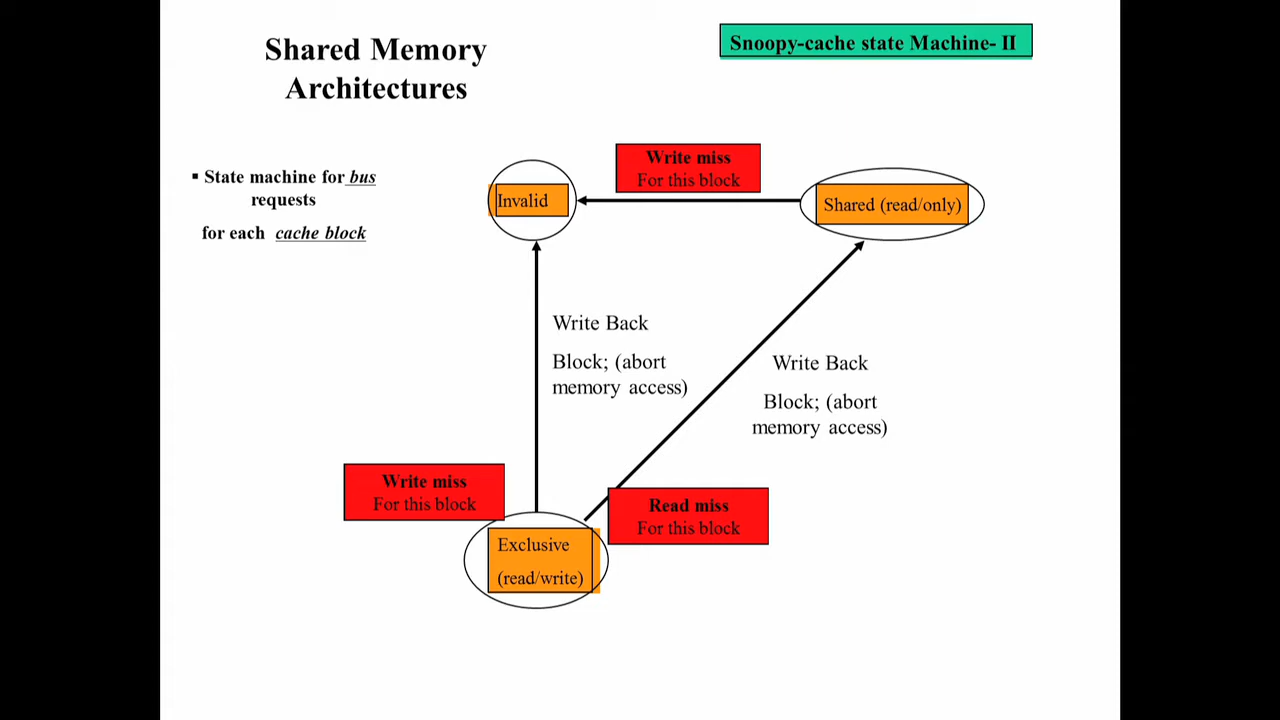 Shared Memory
Architectures
Snoopy-cache state Machine- II
▪ State machine for bus
requests
for each cache block
Write miss
For this block
Invalid
Shared (read/only)
Write Back
Block; (abort
memory access)
Write Back
Block; (abort
memory access)
Write miss
For this block
Read miss
For this block
Exclusive
(read/write)